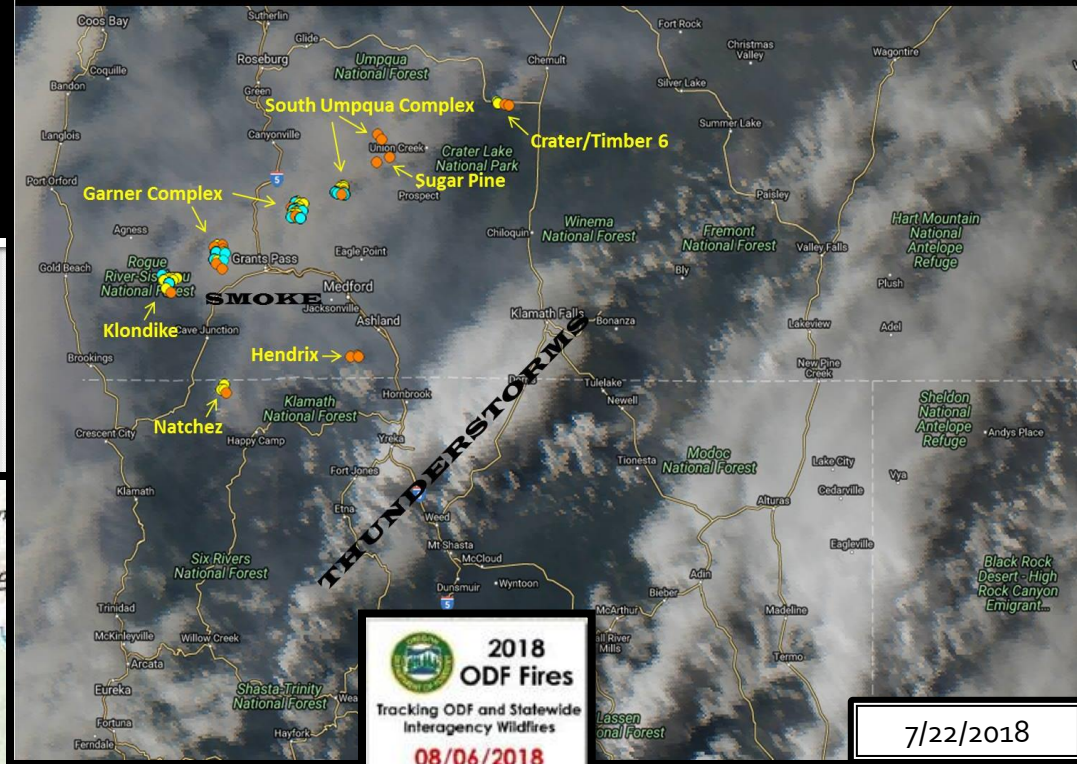 Coos Bay
Sutherlin
Fort Rock
Glide
Christmas
Valley
Wagontire
Roseburg
Umpqua
National Forest
Chemult
Coquille
Silver Lake
Bandon
Green
South Umpqua Complex
Summer Lake
Langlois
Canyonville
Crater/Timber 6
Union Creek
Crater Lake
National Park
5
Sugar Pine
Port Orford
Garner Complex
Prospect
Paisley
Agness
Winema
National Forest
Fremont
National Forest
Hart Mountain
National
Antelope
Refuge
Chiloquin
Valley Falls
Eagle Point
Gold Beach
Rogue
Grants Pass
Bly
National Forest
Medford
Plush
SMOKE
Jacksonville
Klondike
Cave Junction
Ashland
Klamath Falls
Bonanza
Lakeview
Adel
Brookings
Hendrix
New Pine
Creek
Tulelake
Hornbrook
Newell
Klamath
National Forest
Sheldon
National
Antelope
Refuge
Natchez
THUNDERSTORMS
Crescent City
Happy Camp
Yreka
Andys Place
Fort Jones
Tionesta
Modoc
National Forest
Lake City
Vya
Klamath
Cedarville
Etna
Alturas
Weed
Mt Shasta
McCloud
Eagleville
Six Rivers
National Forest
Dunsmuir
Wyntoon
Adin
Black Rock
Desert - High
Rock Canyon
Emigrant...
5
Bieber
Trinidad
McArthur
Madeline
McKinleyville
Willow Creek
Mills
Arcata
Termo
Eureka
Shasta-Trinity
National Forest
Fortuna
Hayfork
Lassen
Ferndale
2018
ODF Fires
Tracking ODF and Statewide
Interagency Wildfires
08/06/2018
7/22/2018